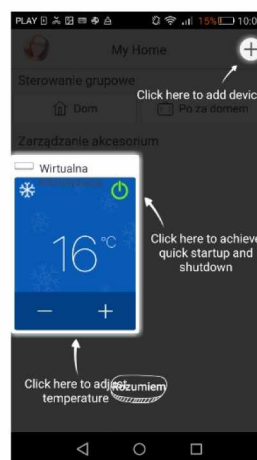 PLAY 15% 10:0
My Home
Sterowanie grupowe
Click here to add devic
Dom
Po za domem
Zarządzanie akcesorium
Wirtualna
16°C
Click here to achieve
quick startup and
shutdown
− +
Click here to adjust
temperature
Rozumiem